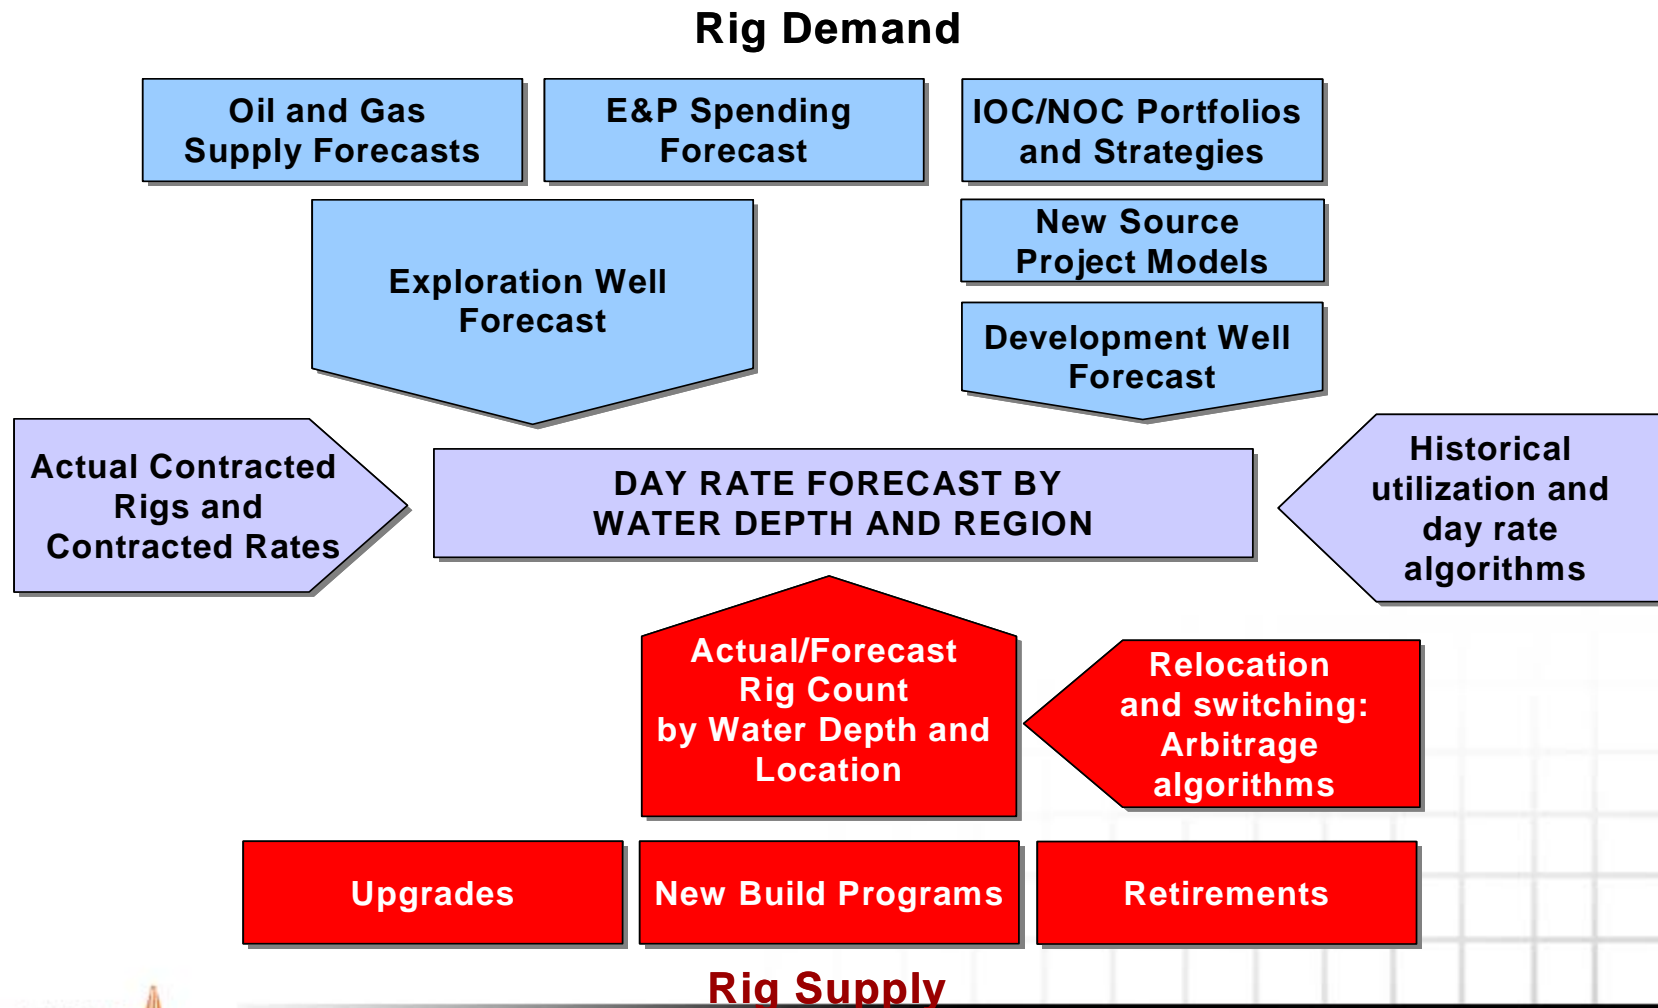 Rig Demand
Oil and Gas
Supply Forecasts
E&P Spending
Forecast
IOC/NOC Portfolios
and Strategies
New Source
Project Models
Exploration Well
Forecast
Development Well
Forecast
Actual Contracted
Rigs and
Contracted Rates
DAY RATE FORECAST BY
WATER DEPTH AND REGION
Historical
utilization and
day rate
algorithms
Actual/Forecast
Rig Count
by Water Depth and
Location
Relocation
and switching:
Arbitrage
algorithms
Upgrades
New Build Programs
Retirements
Rig Supply